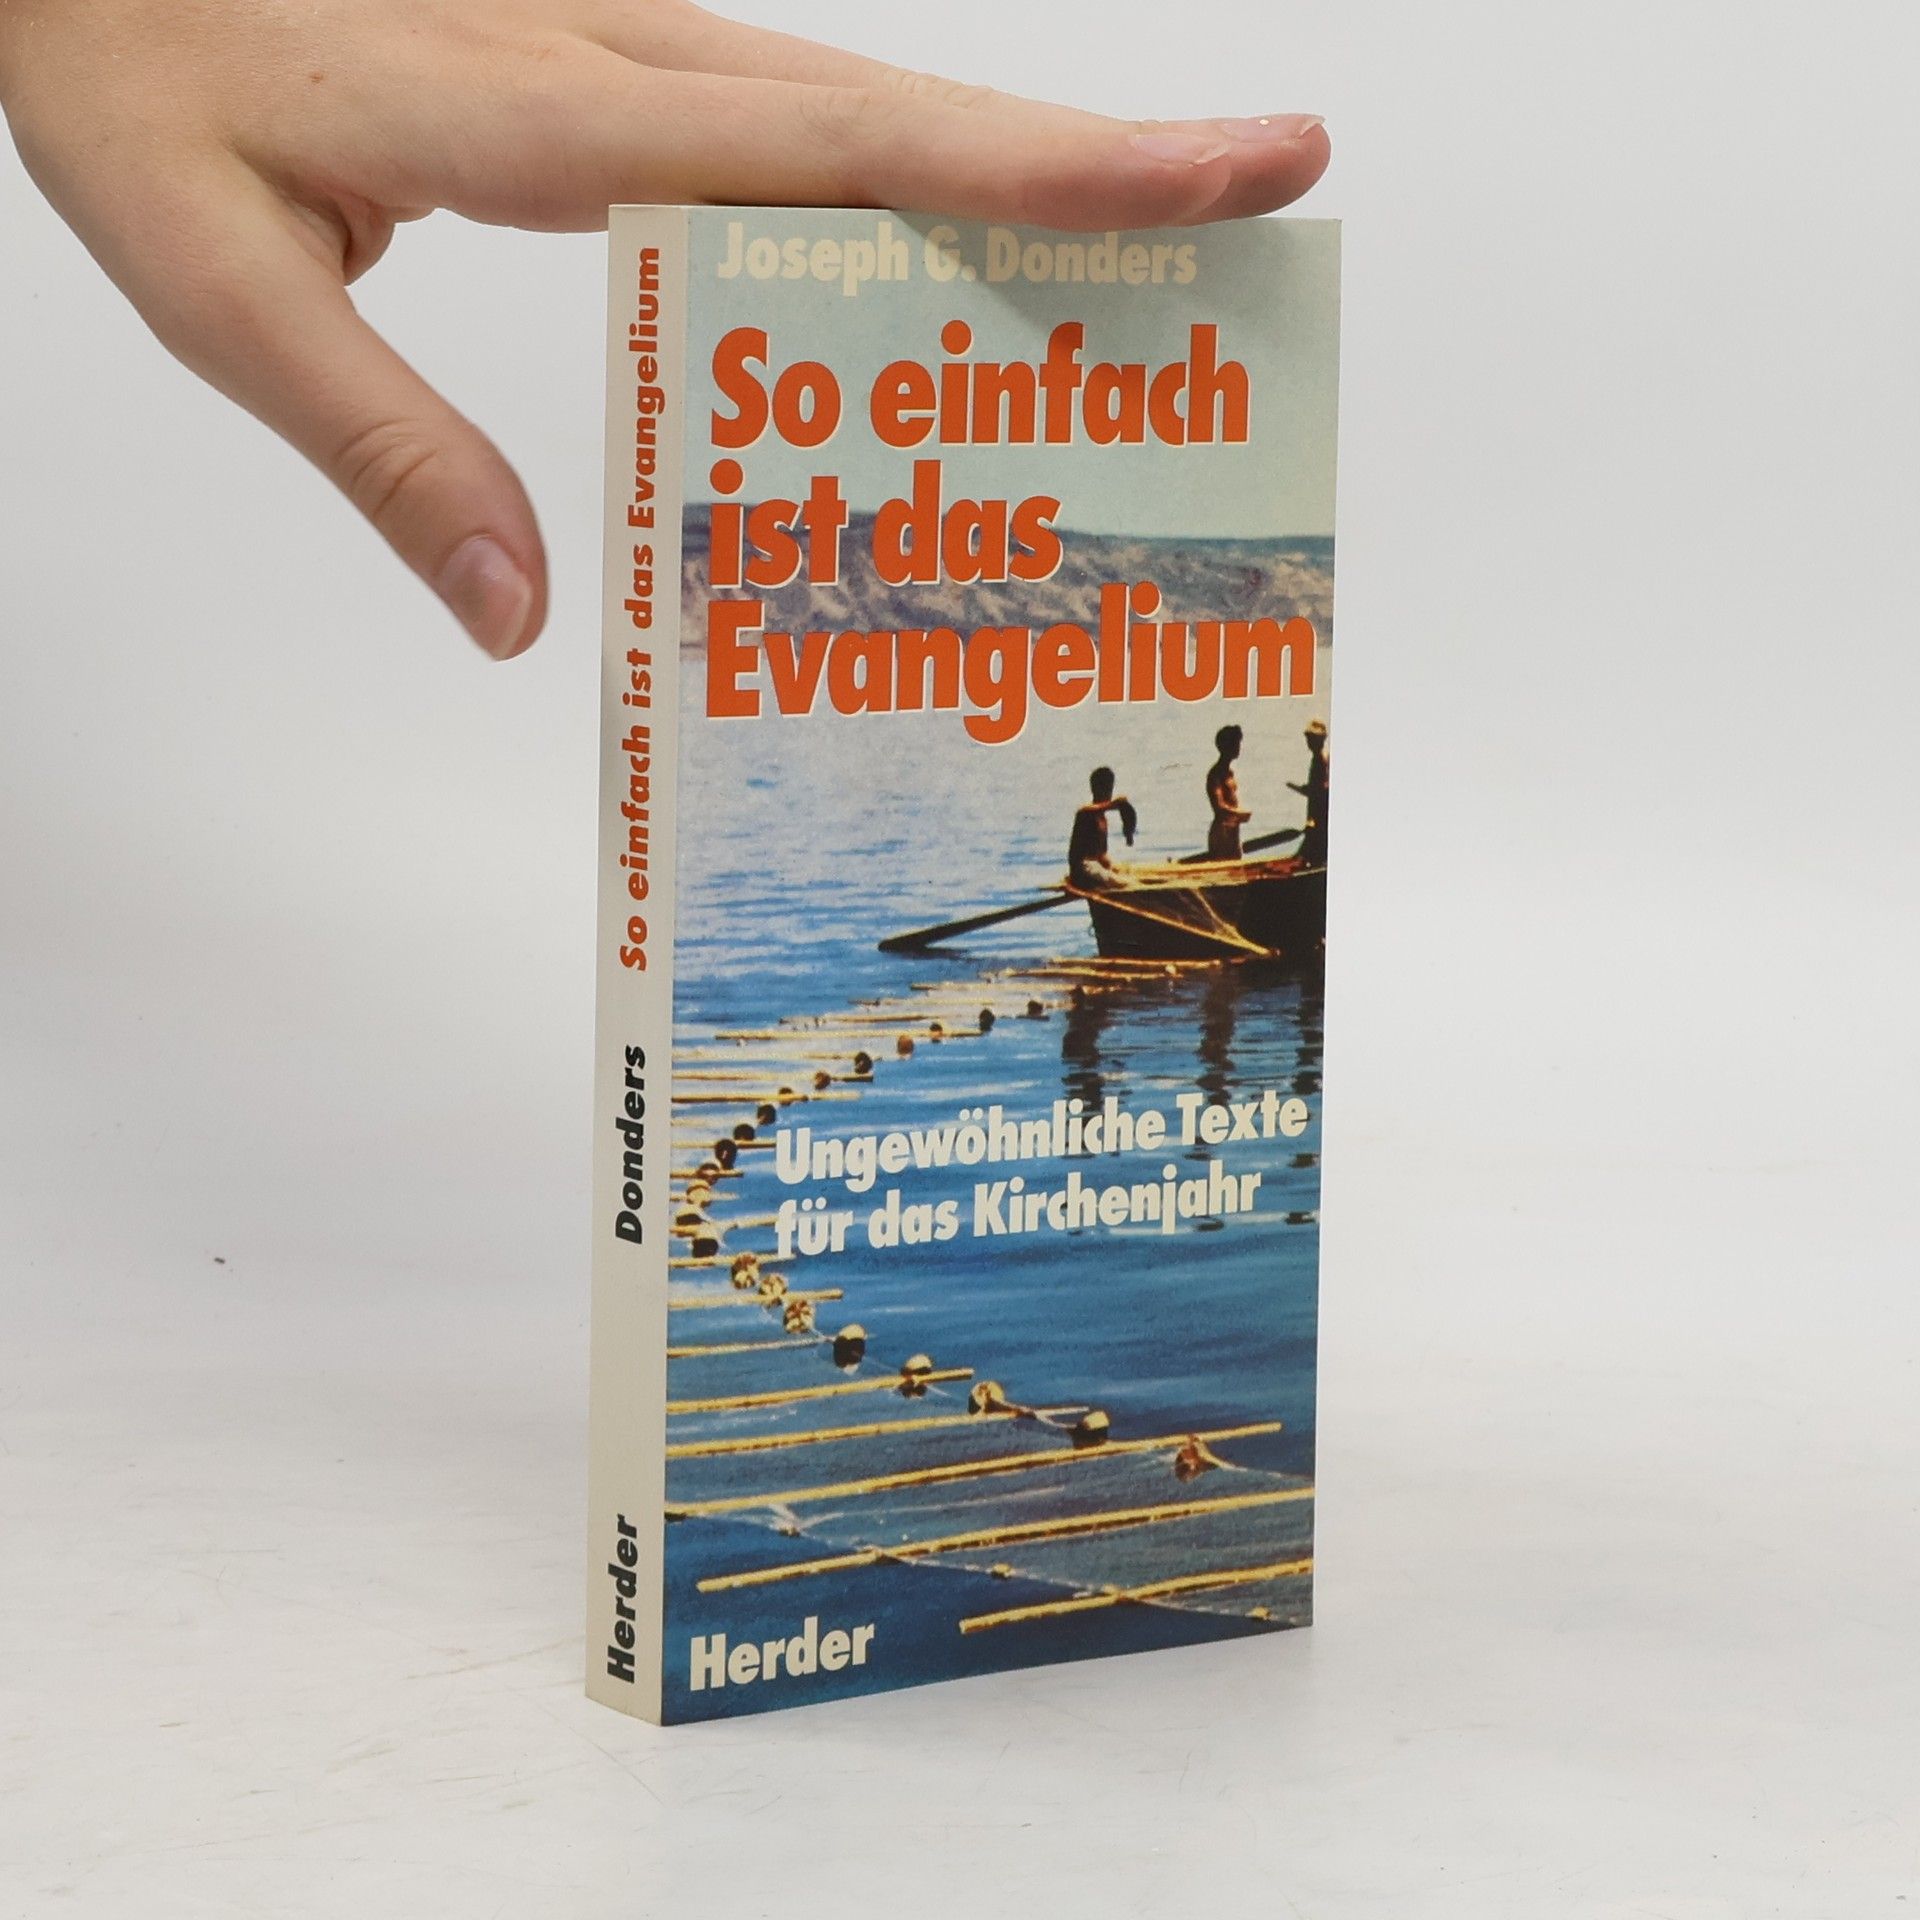 Joseph G. Donders
So einfach
ist das
Evangelium
Ungewöhnliche Texte
für das Kirchenjahr
Herder
Herder Donders So einfach ist das Evangelium